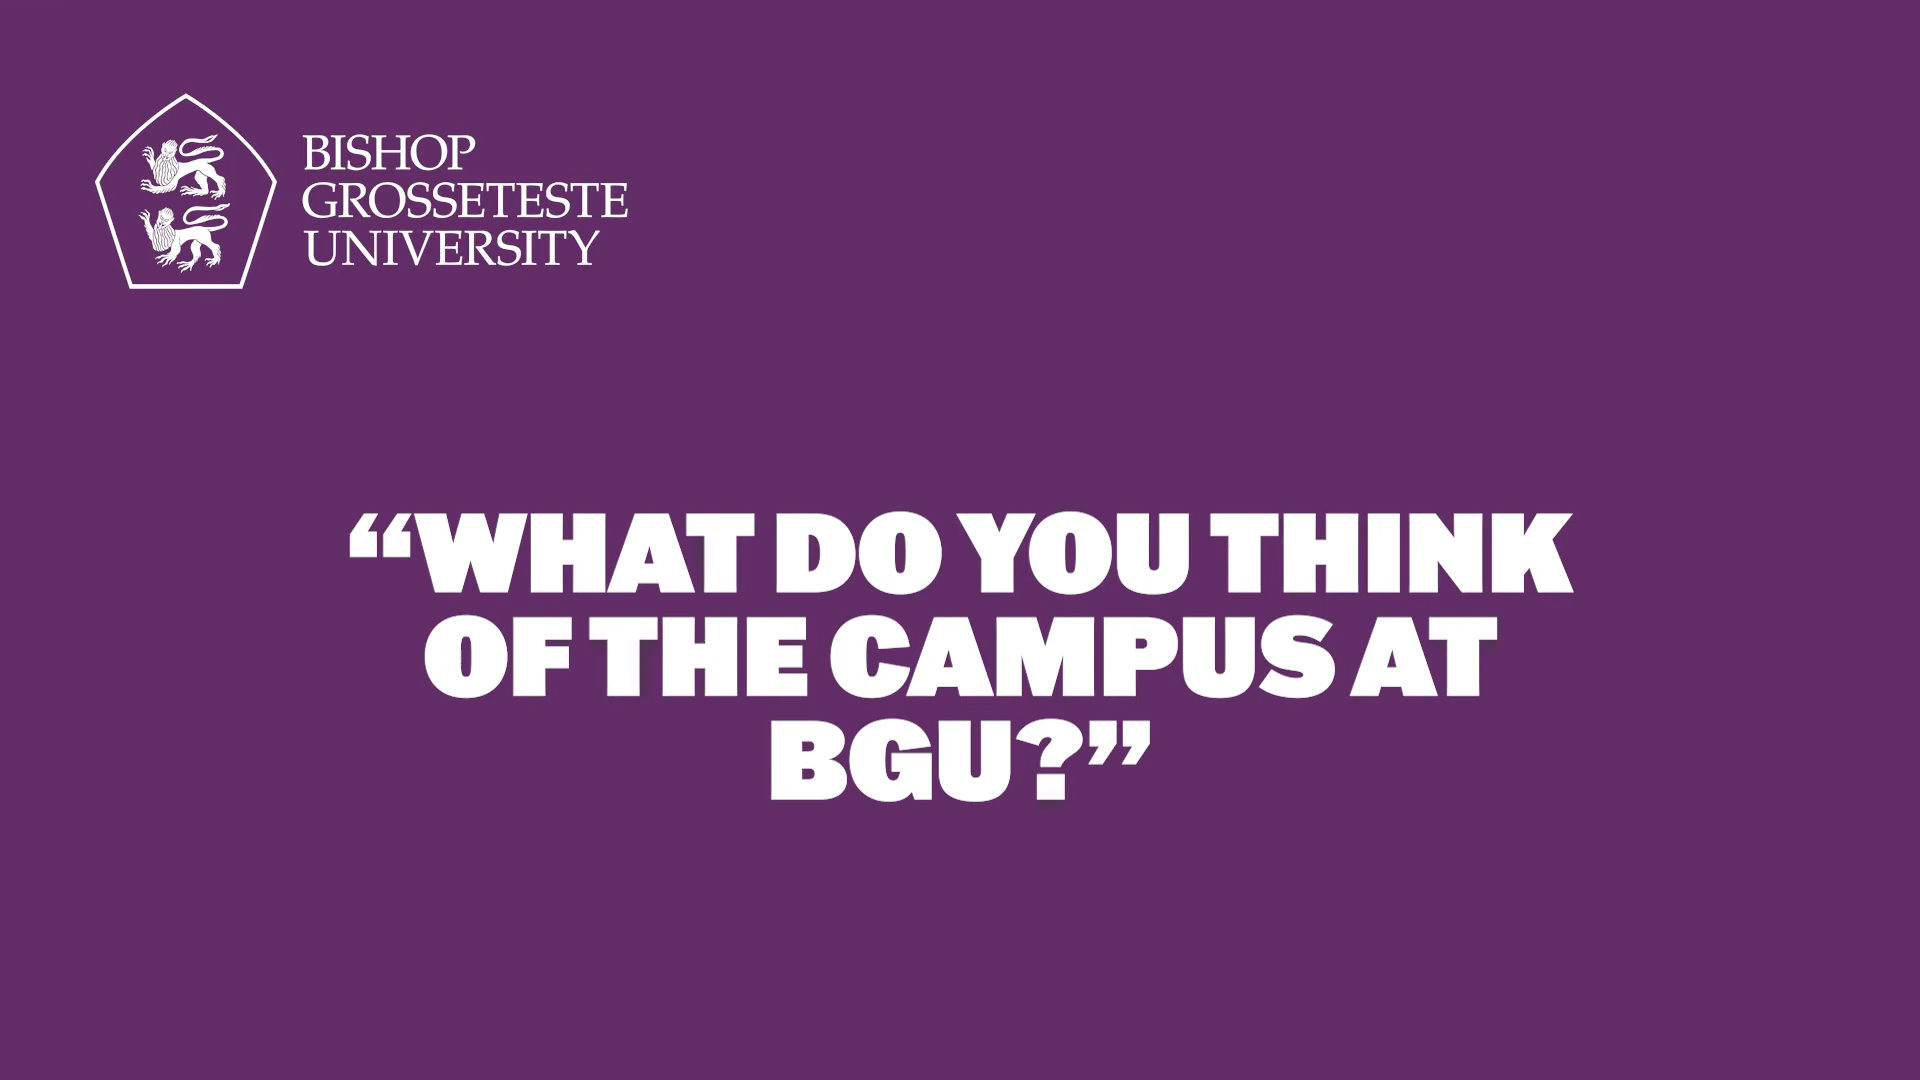 BISHOP
GROSSETESTE
UNIVERSITY
“WHAT DO YOU THINK
OF THE CAMPUS AT
BGU?”